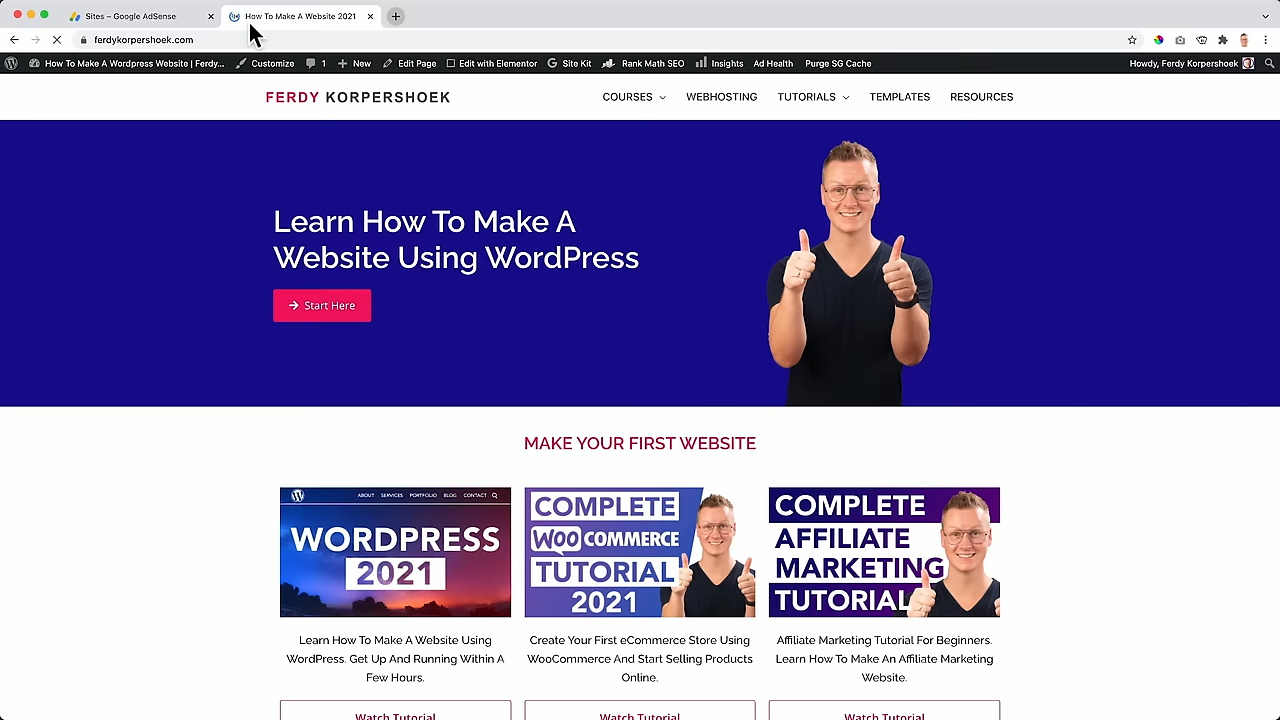 Sites – Google AdSense
How To Make A Website 2021
ferdykorpershoek.com
How To Make A Wordpress Website | Ferdy...
Customize
1
New
Edit Page
Edit with Elementor
Site Kit
Rank Math SEO
Insights
Ad Health
Purge SG Cache
Howdy, Ferdy Korpershoek
FERDY KORPERSHOEK
COURSES
WEBHOSTING
TUTORIALS
TEMPLATES
RESOURCES
Learn How To Make A
Website Using WordPress
Start Here
MAKE YOUR FIRST WEBSITE
ABOUT SERVICES PORTFOLIO BLOG CONTACT
WORDPRESS
2021
COMPLETE
WOO COMMERCE
TUTORIAL
2021
COMPLETE
AFFILIATE
MARKETING
TUTORIAL
Learn How To Make A Website Using
WordPress. Get Up And Running Within A
Few Hours.
Create Your First eCommerce Store Using
WooCommerce And Start Selling Products
Online.
Affiliate Marketing Tutorial For Beginners.
Learn How To Make An Affiliate Marketing
Website.
Watch Tutorial
Watch Tutorial
Watch Tutorial